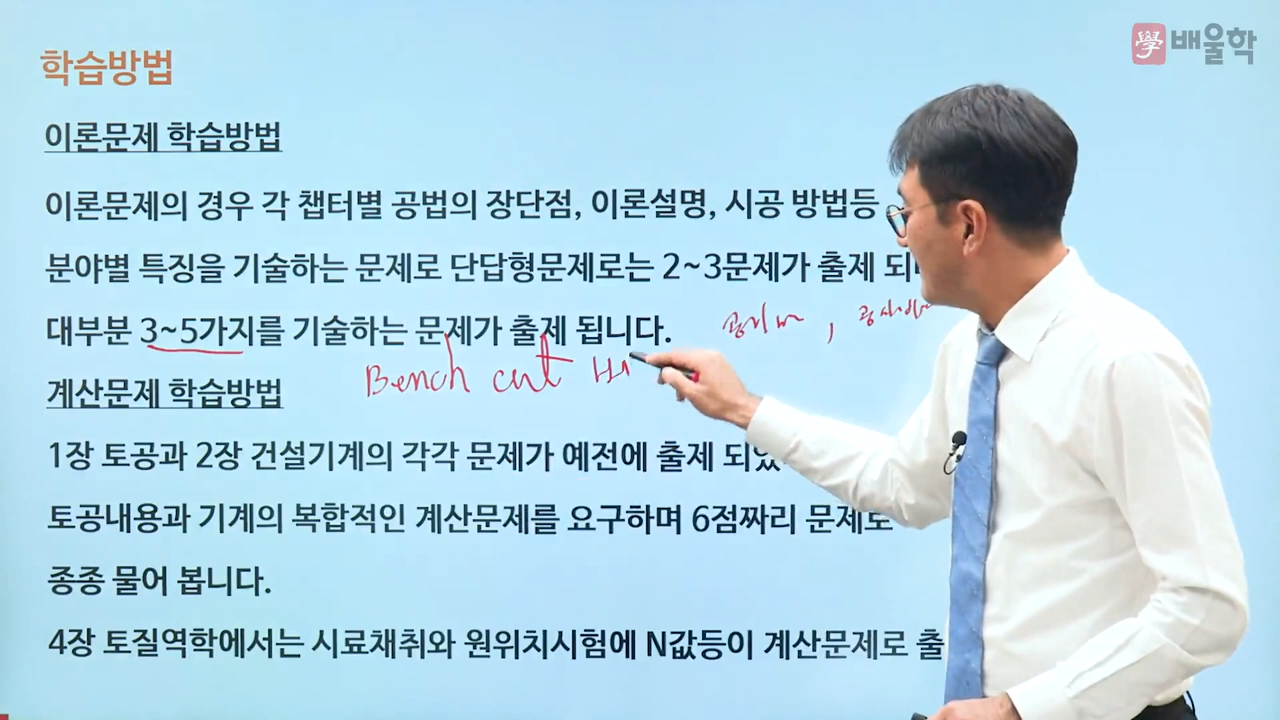 學 배울학
학습방법
이론문제 학습방법
이론문제의 경우 각 챕터별 공법의 장단점, 이론설명, 시공 방법등
분야별 특징을 기술하는 문제로 단답형문제로는 2~3문제가 출제
대부분 3~5가지를 기술하는 문제가 출제 됩니다.
Bench cut
계산문제 학습방법
1장 토공과 2장 건설기계의 각각 문제가 예전에 출제
토공내용과 기계의 복합적인 계산문제를 요구하며 6점짜리 문제로
종종 물어 봅니다.
4장 토질역학에서는 시료채취와 원위치시험에 N값등이 계산문제로 출